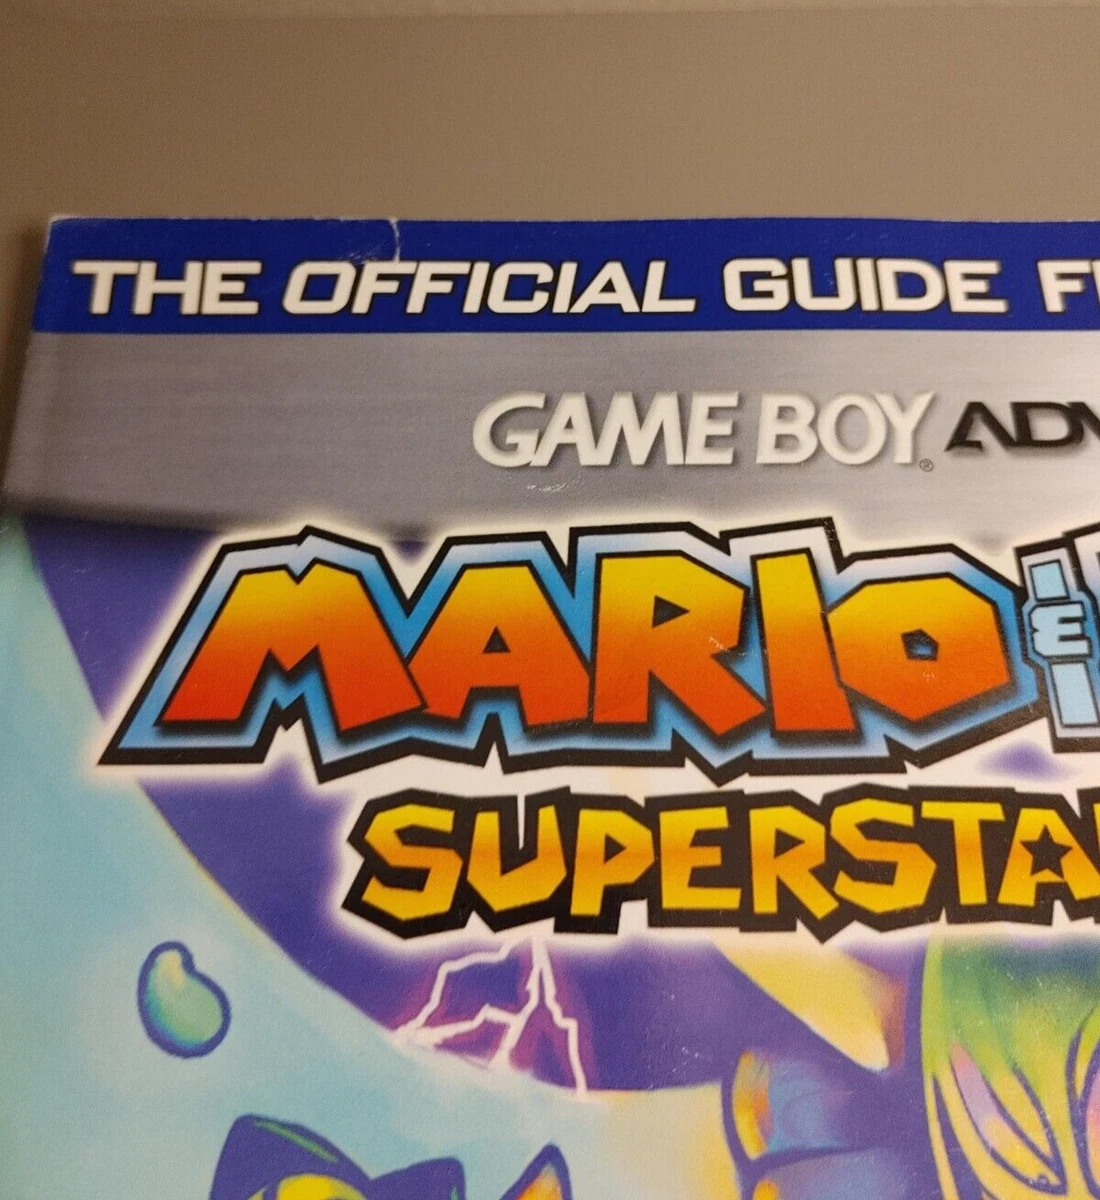 THE OFFICIAL GUIDE F
GAME BOY® ADV
MARIO &
SUPERSTA